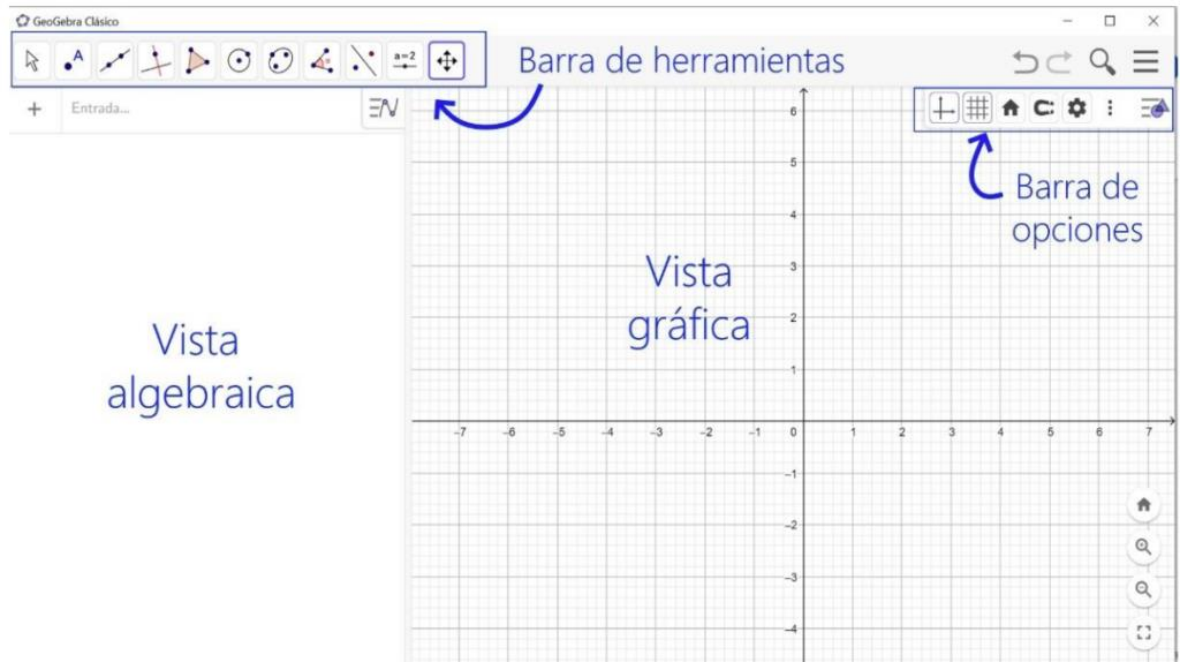 GeoGebra Clásico
A
a=2
Barra de herramientas
Entrada...
Barra de
opciones
Vista
gráfica
Vista
algebraica
6
5
4
3
2
1
-7 -6 -5 -4 -3 -2 -1 0 1 2 3 4 5 6 7
-1
-2
-3
-4